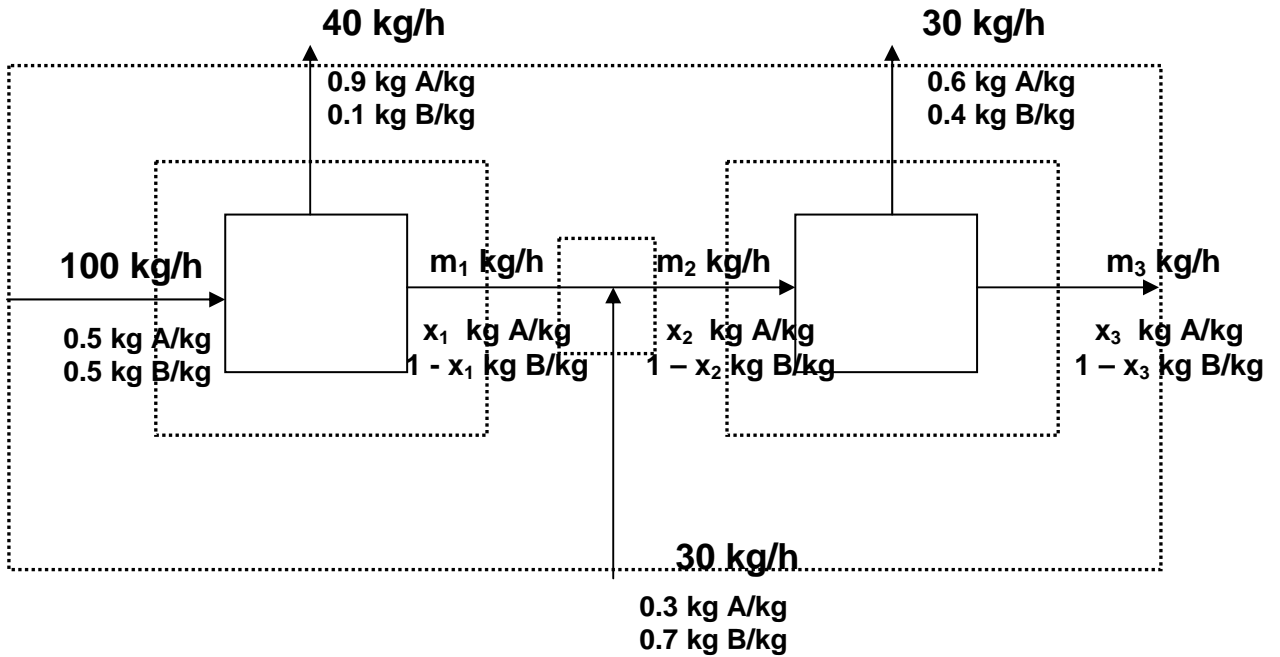 40 kg/h
0.9 kg A/kg
0.1 kg B/kg
30 kg/h
0.6 kg A/kg
0.4 kg B/kg
100 kg/h
0.5 kg A/kg
0.5 kg B/kg
m₁ kg/h
x₁ kg A/kg
1 - x₁ kg B/kg
m₂ kg/h
x₂ kg A/kg
1 – x₂ kg B/kg
m₃ kg/h
x₃ kg A/kg
1 – x₃ kg B/kg
30 kg/h
0.3 kg A/kg
0.7 kg B/kg